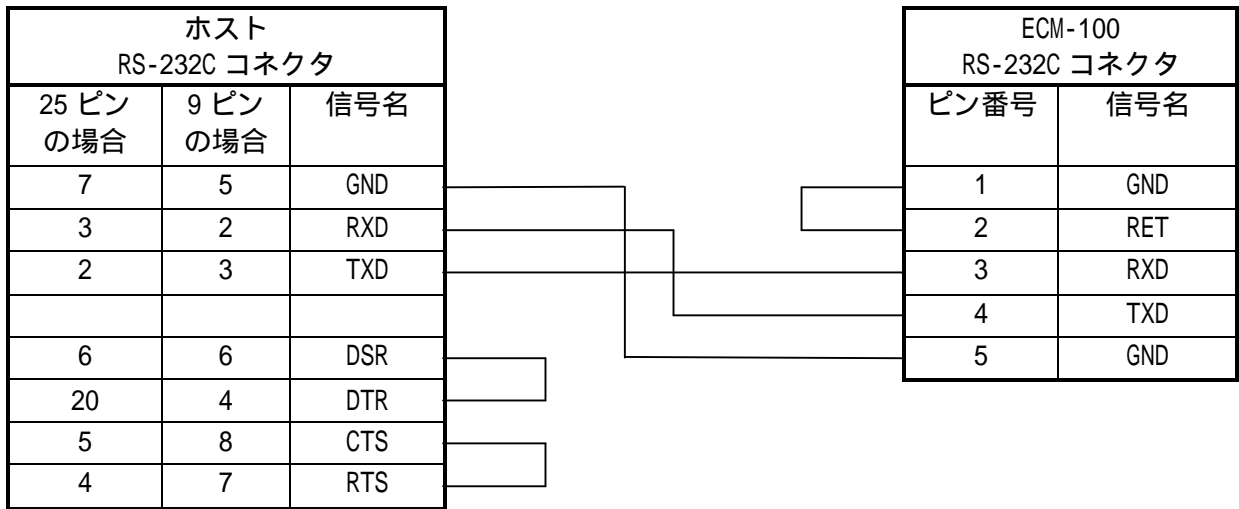 ホスト
RS-232C コネクタ
25 ピン の場合 9 ピン の場合 信号名
7 5 GND
3 2 RXD
2 3 TXD
6 6 DSR
20 4 DTR
5 8 CTS
4 7 RTS
ECM-100
RS-232C コネクタ
ピン番号 信号名
1 GND
2 RET
3 RXD
4 TXD
5 GND